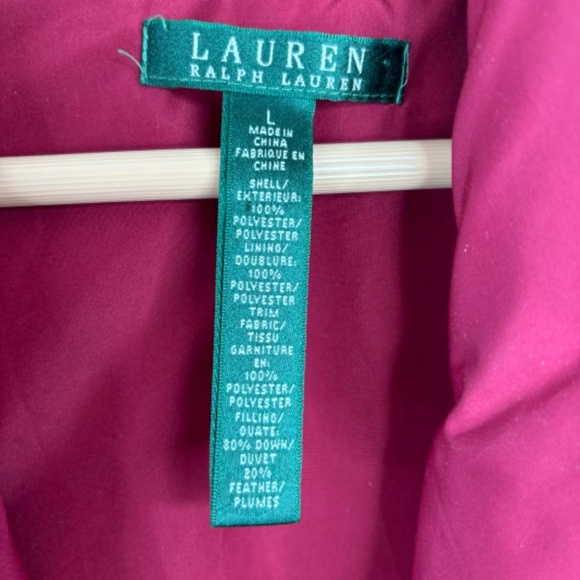 LAUREN
RALPH LAUREN
L
MADE IN
CHINA
FABRIQUE EN
CHINE
SHELL/
EXTERIEUR:
100%
POLYESTER/
POLYESTER
LINING/
DOUBLURE:
100%
POLYESTER/
POLYESTER
TRIM
FABRIC/
TISSU
GARNITURE
EN:
100%
POLYESTER/
POLYESTER
FILLING/
OUATE:
80% DOWN/
DUVET
20%
FEATHER/
PLUMES